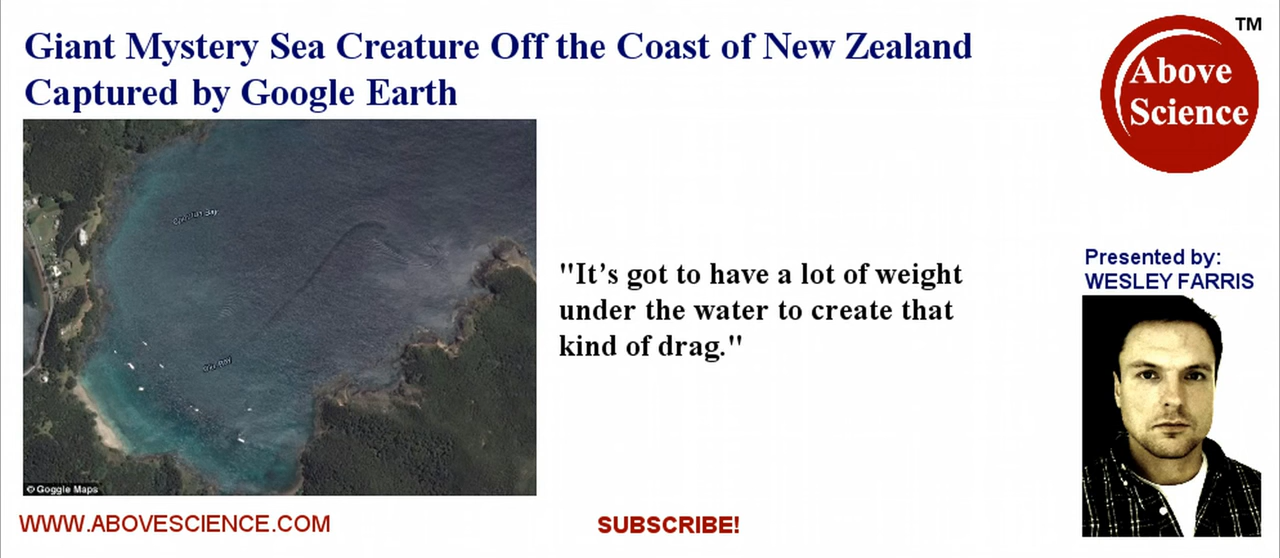 Giant Mystery Sea Creature Off the Coast of New Zealand
Captured by Google Earth
TM
Above
Science
"It's got to have a lot of weight
under the water to create that
kind of drag."
Presented by:
WESLEY FARRIS
© Goggle Maps
WWW.ABOVESCIENCE.COM
SUBSCRIBE!